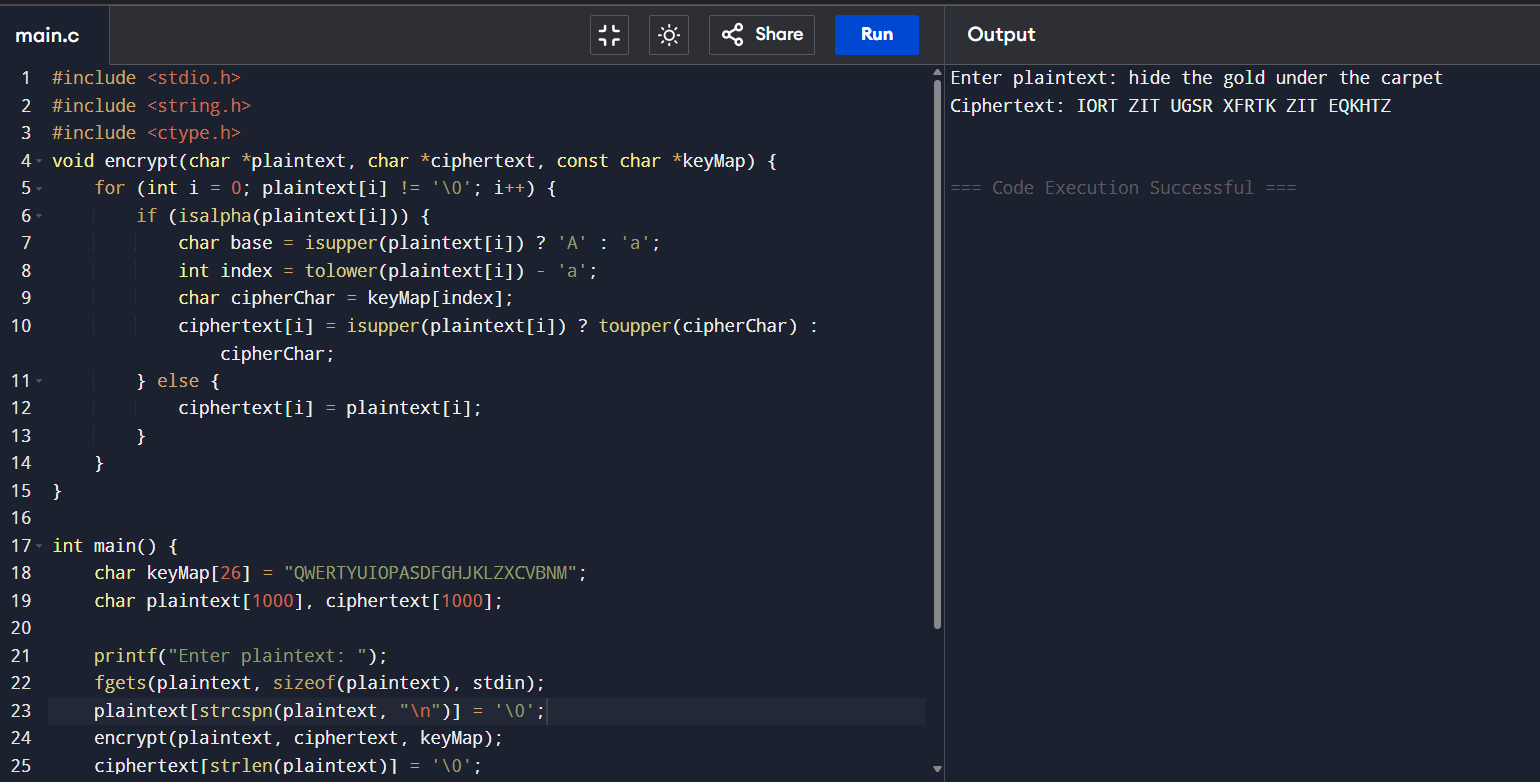 main.c
Share
Run
Output
1 #include <stdio.h>
2 #include <string.h>
3 #include <ctype.h>
4 void encrypt(char *plaintext, char *ciphertext, const char *keyMap) {
5     for (int i = 0; plaintext[i] != '\0'; i++) {
6         if (isalpha(plaintext[i])) {
7             char base = isupper(plaintext[i]) ? 'A' : 'a';
8             int index = tolower(plaintext[i]) - 'a';
9             char cipherChar = keyMap[index];
10             ciphertext[i] = isupper(plaintext[i]) ? toupper(cipherChar) :
                cipherChar;
11         } else {
12             ciphertext[i] = plaintext[i];
13         }
14     }
15 }
16
17 int main() {
18     char keyMap[26] = "QWERTYUIOPASDFGHJKLZXCVBNM";
19     char plaintext[1000], ciphertext[1000];
20
21     printf("Enter plaintext: ");
22     fgets(plaintext, sizeof(plaintext), stdin);
23     plaintext[strcspn(plaintext, "\n")] = '\0';
24     encrypt(plaintext, ciphertext, keyMap);
25     ciphertext[strlen(plaintext)] = '\0';
Enter plaintext: hide the gold under the carpet
Ciphertext: IORT ZIT UGSR XFRTK ZIT EQKHTZ
=== Code Execution Successful ===